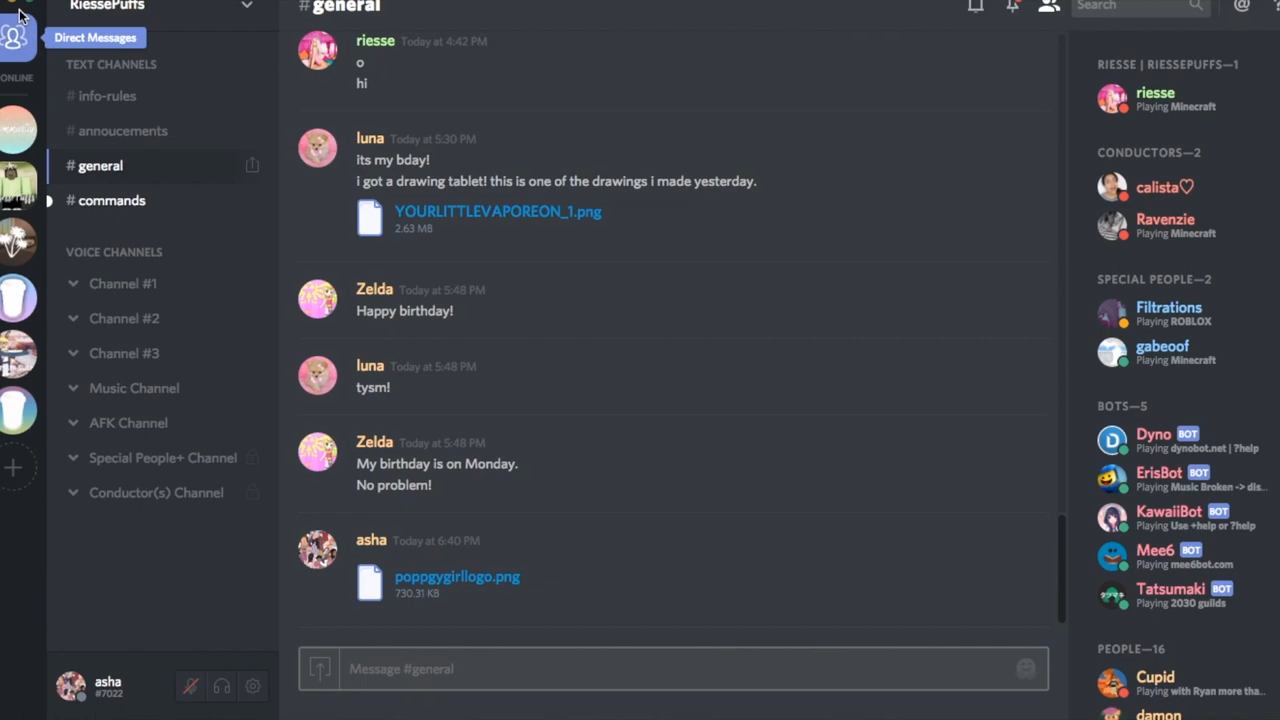 RiessePuffs
Direct Messages
ONLINE
TEXT CHANNELS
# info-rules
# annoucements
# general
# commands
VOICE CHANNELS
Channel #1
Channel #2
Channel #3
Music Channel
AFK Channel
Special People+ Channel
Conductor(s) Channel
asha
#7022
# general
Search
@
riesse Today at 4:42 PM
o
hi
luna Today at 5:30 PM
its my bday!
i got a drawing tablet! this is one of the drawings i made yesterday.
YOURLITTLEVAPOREON_1.png
2.63 MB
Zelda Today at 5:48 PM
Happy birthday!
luna Today at 5:48 PM
tysm!
Zelda Today at 5:48 PM
My birthday is on Monday.
No problem!
asha Today at 6:40 PM
poppgygirllogo.png
730.31 KB
Message #general
RIESSE | RIESSEPUFFS—1
riesse
Playing Minecraft
CONDUCTORS—2
calista♡
Ravenzie
Playing Minecraft
SPECIAL PEOPLE—2
Filtrations
Playing ROBLOX
gabeoof
Playing Minecraft
BOTS—5
Dyno BOT
Playing dynobot.net | ?help
ErisBot BOT
Playing Music Broken -> dis...
KawaiiBot BOT
Playing Use +help or ?help
Mee6 BOT
Playing mee6bot.com
Tatsumaki BOT
Playing 2030 guilds
PEOPLE—16
Cupid
Playing with Ryan more tha...
damon